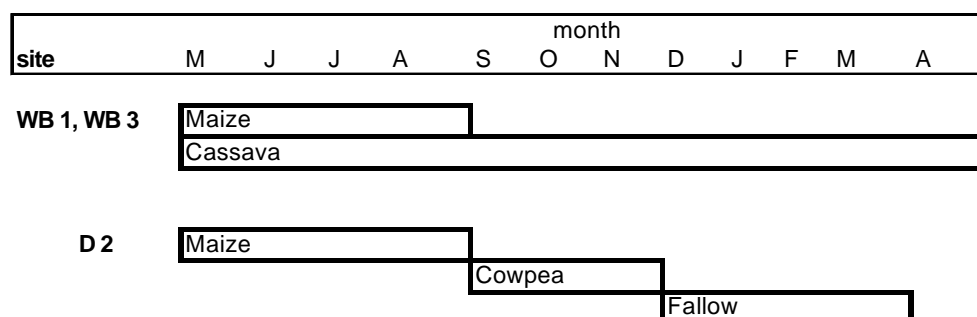 month
site M J J A S O N D J F M A
WB 1, WB 3 Maize
Cassava
D 2 Maize
Cowpea
Fallow